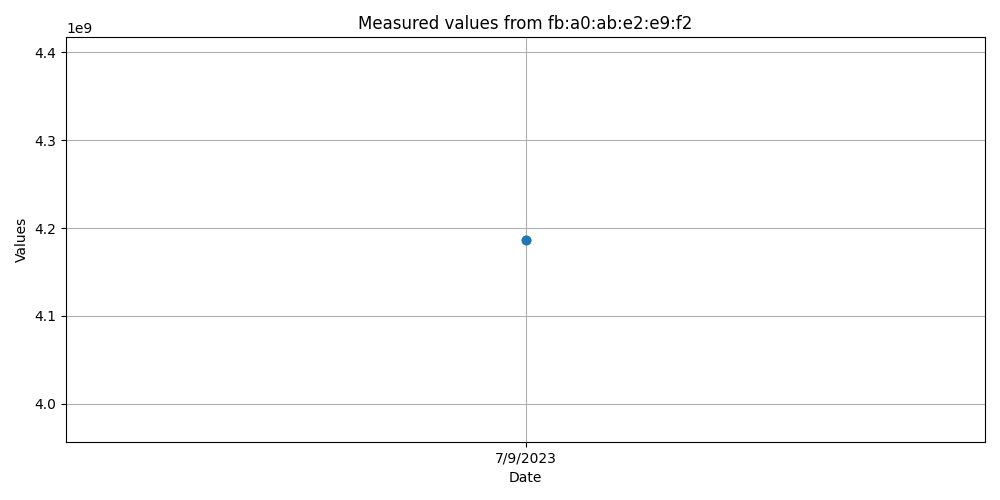 Measured values from fb:a0:ab:e2:e9:f2
1e9
4.4
4.3
4.2
4.1
4.0
Values
7/9/2023
Date